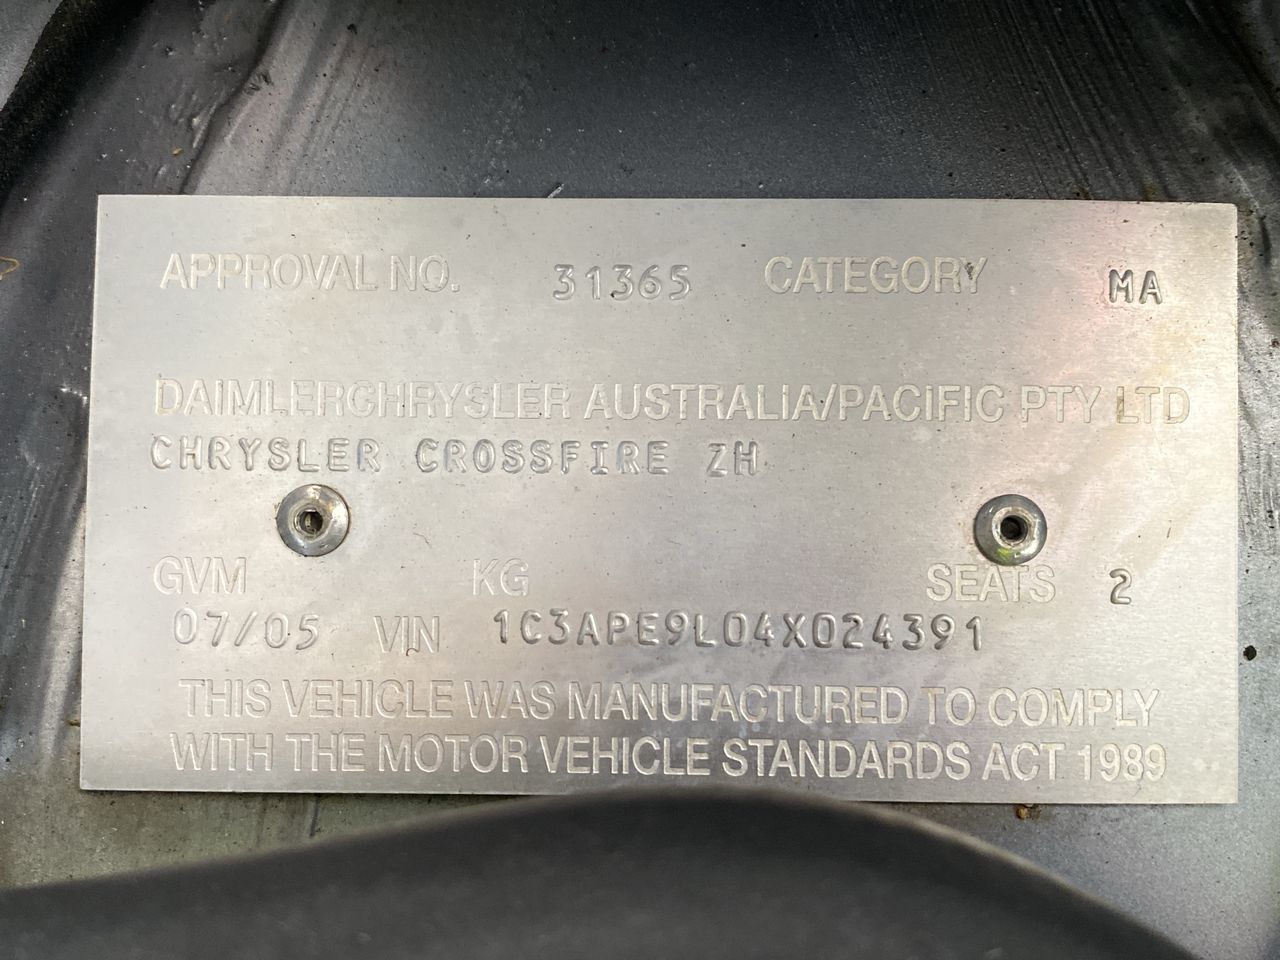 APPROVAL NO. 31365 CATEGORY MA
DAIMLERCHRYSLER AUSTRALiA/PACiFIC PTY LTD
CHRYSLER CROSSFIRE ZH
GVM KG SEATS 2
07/05 VIN 1C3APE9L04X024391
THIS VEHICLE WAS MANUFACTURED TO COMPLY
WITH THE MOTOR VEHICLE STANDARDS ACT 1989